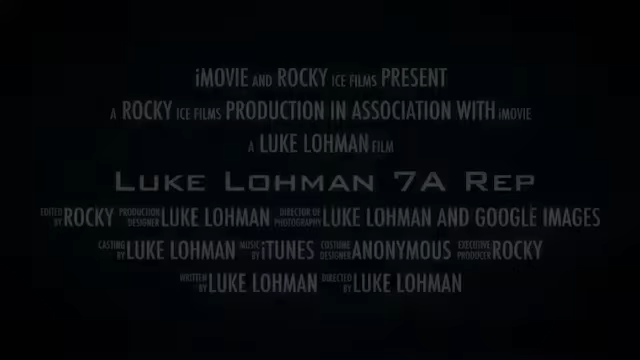 iMOVIE AND ROCKY ICE FILMS PRESENT
A ROCKY ICE FILMS PRODUCTION IN ASSOCIATION WITH iMOVIE
A LUKE LOHMAN FILM
LUKE LOHMAN 7A REP
EDITED BY ROCKY PRODUCTION DESIGNER LUKE LOHMAN DIRECTOR OF PHOTOGRAPHY LUKE LOHMAN AND GOOGLE IMAGES
CASTING BY LUKE LOHMAN MUSIC BY iTUNES COSTUME DESIGNER ANONYMOUS EXECUTIVE PRODUCER ROCKY
WRITTEN BY LUKE LOHMAN DIRECTED BY LUKE LOHMAN